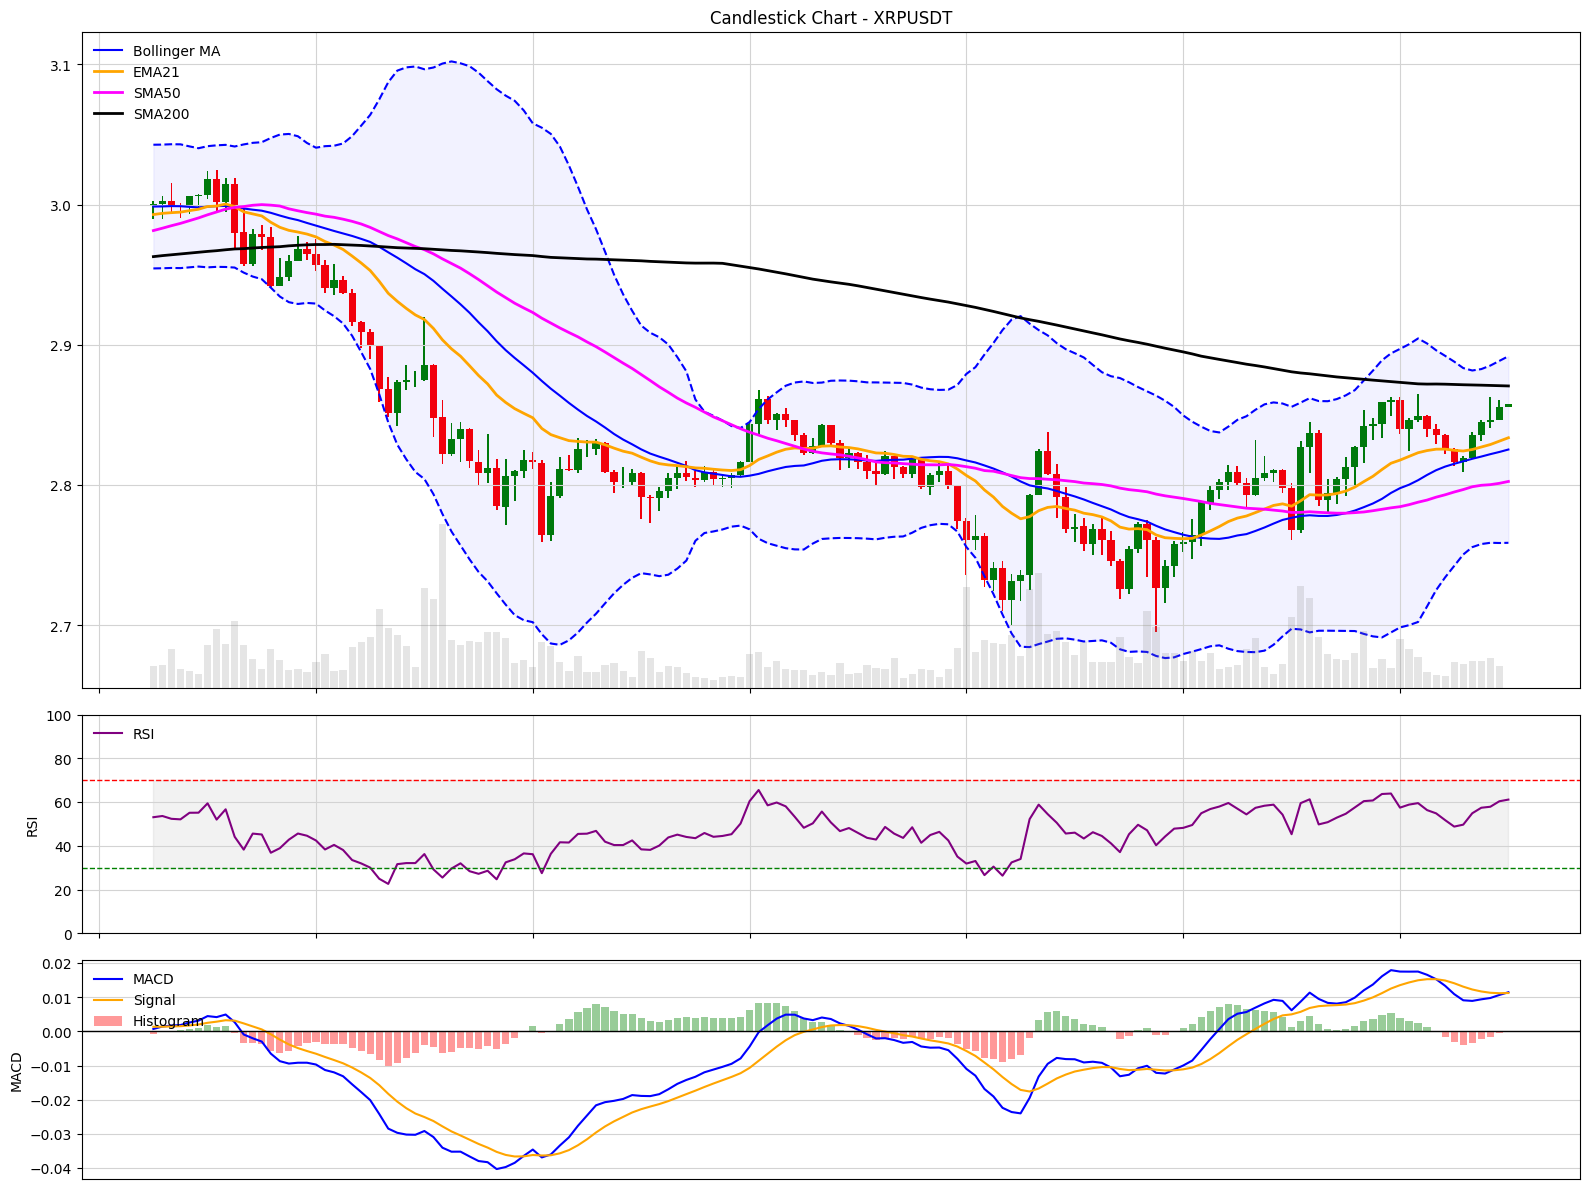 Candlestick Chart - XRPUSDT
Bollinger MA
EMA21
SMA50
SMA200
3.1
3.0
2.9
2.8
2.7
RSI
RSI
100
80
60
40
20
0
MACD
Signal
Histogram
MACD
0.02
0.01
0.00
−0.01
−0.02
−0.03
−0.04